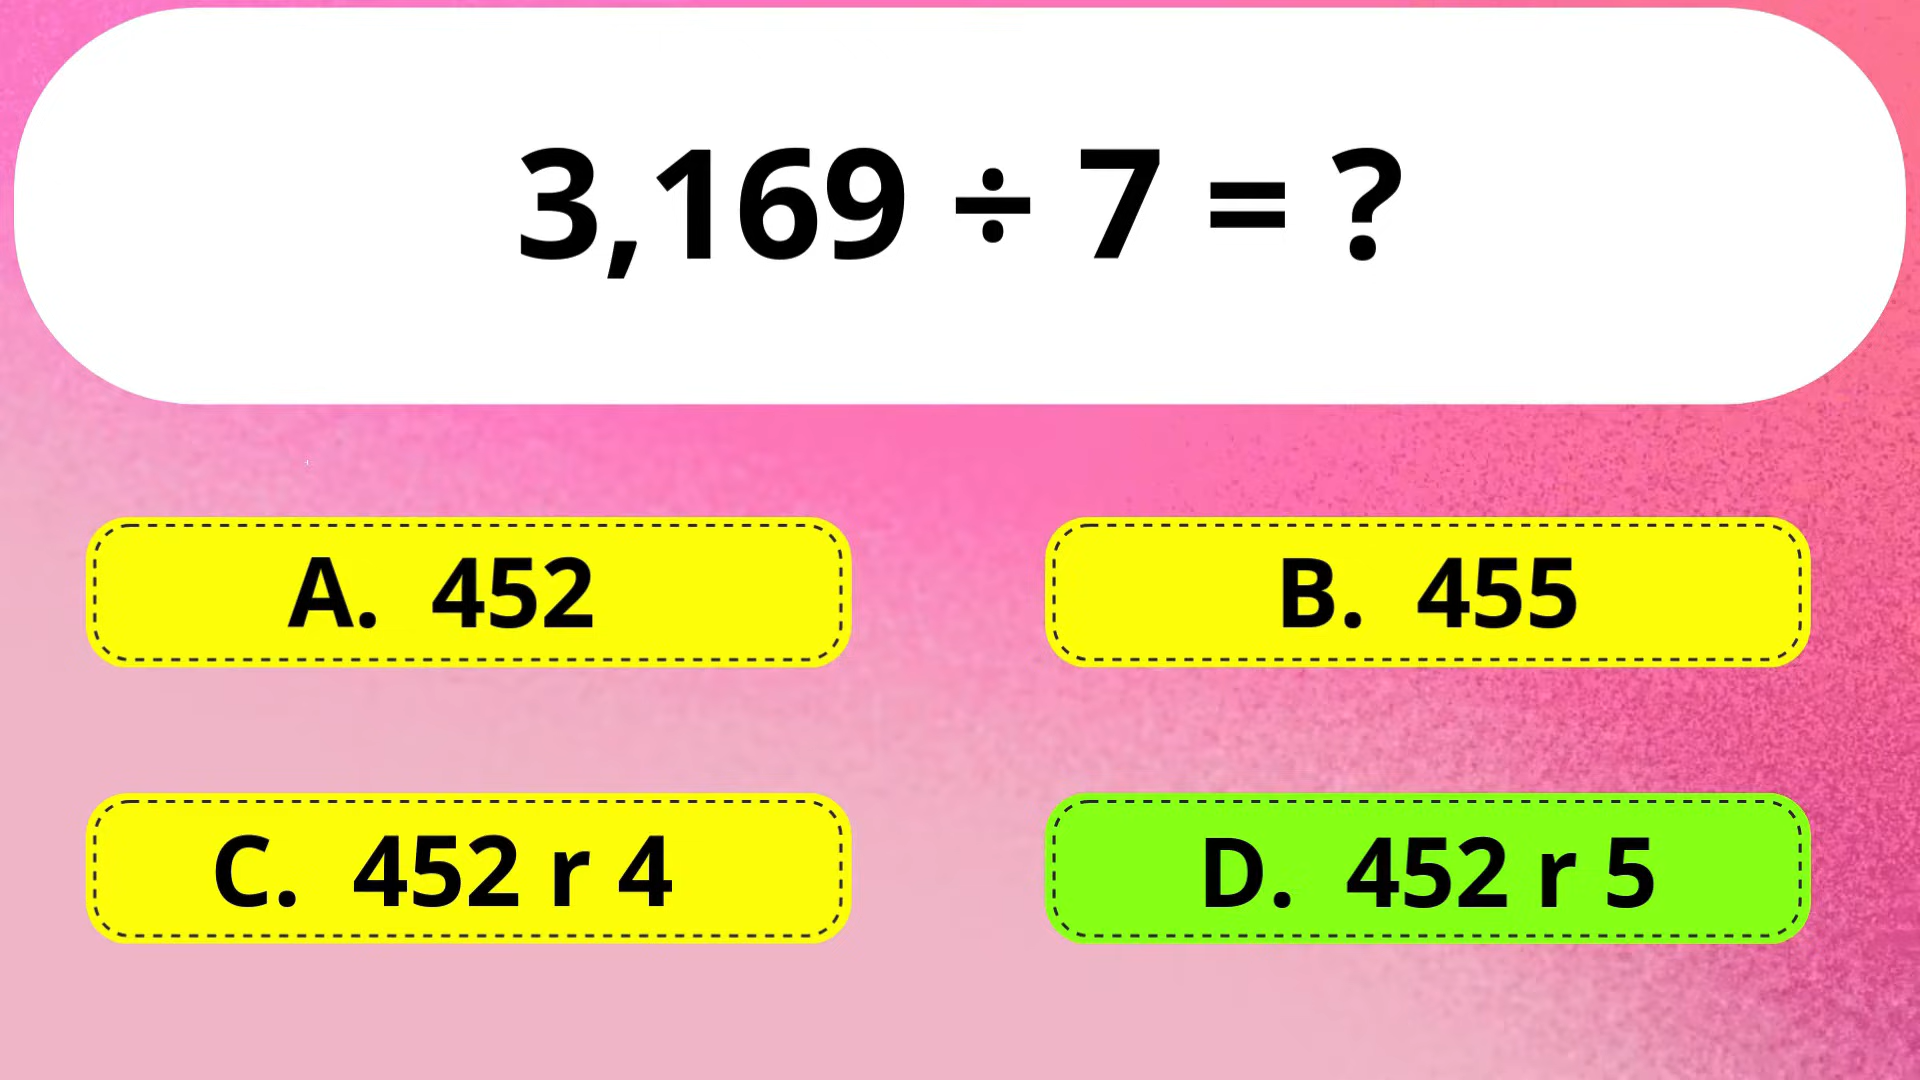 3,169 ÷ 7 = ?
A. 452
B. 455
C. 452 r 4
D. 452 r 5